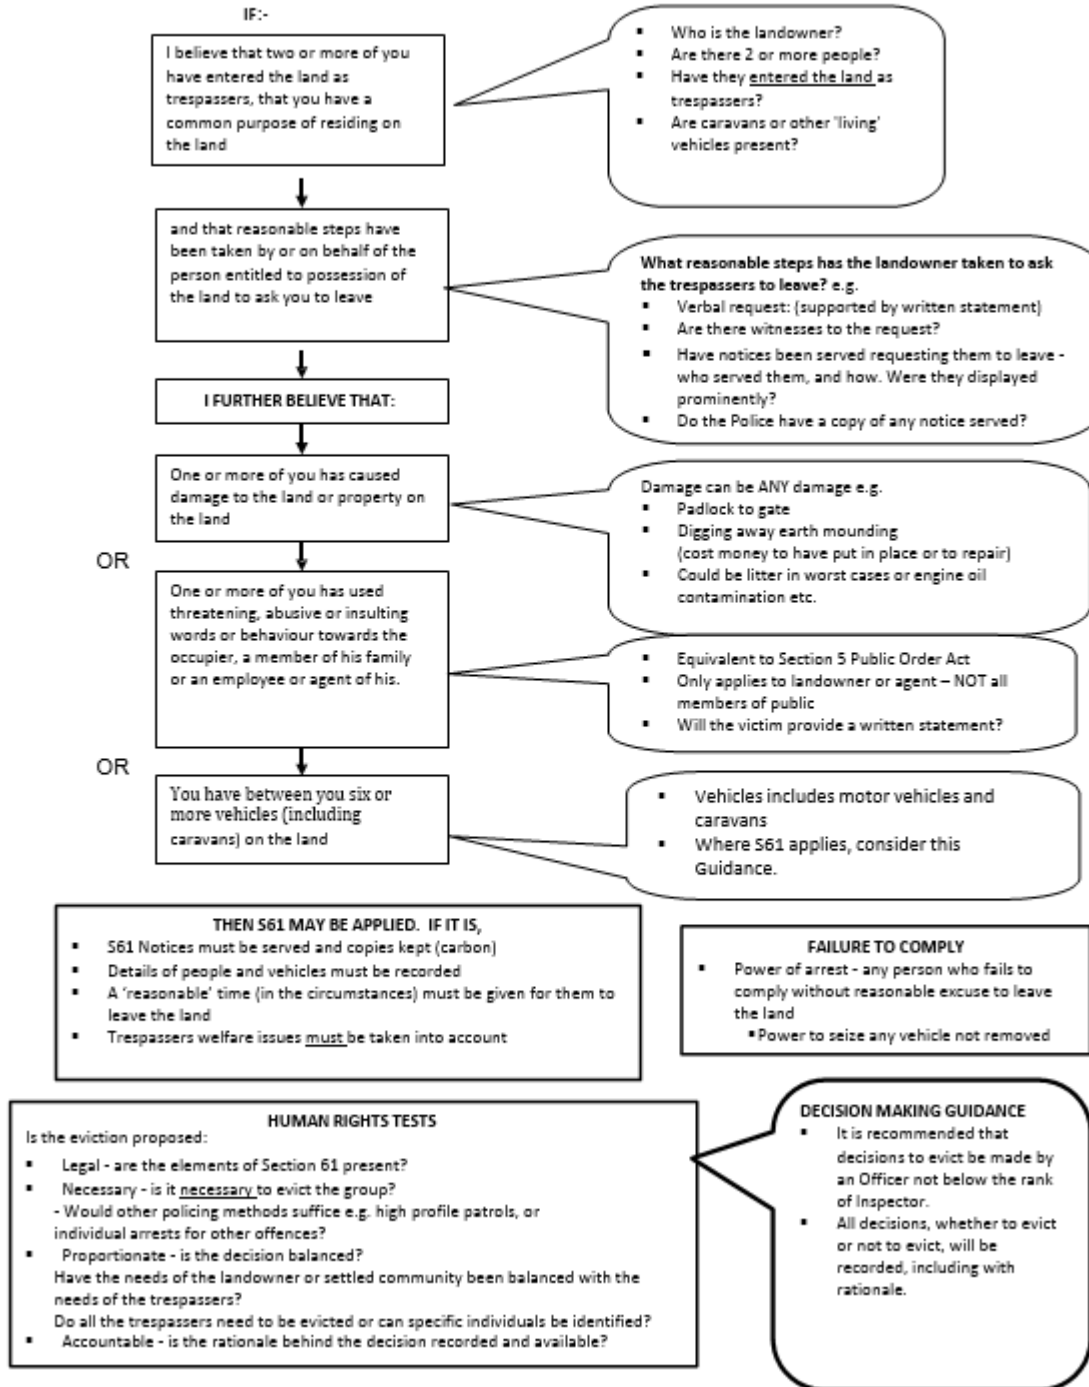 IF:-
I believe that two or more of you
have entered the land as
trespassers, that you have a
common purpose of residing on
the land
▪ Who is the landowner?
▪ Are there 2 or more people?
▪ Have they entered the land as
trespassers?
▪ Are caravans or other 'living'
vehicles present?
and that reasonable steps have
been taken by or on behalf of the
person entitled to possession of
the land to ask you to leave
What reasonable steps has the landowner taken to ask
the trespassers to leave? e.g.
▪ Verbal request: (supported by written statement)
▪ Are there witnesses to the request?
▪ Have notices been served requesting them to leave -
who served them, and how. Were they displayed
prominently?
▪ Do the Police have a copy of any notice served?
I FURTHER BELIEVE THAT:
One or more of you has caused
damage to the land or property on
the land
Damage can be ANY damage e.g.
▪ Padlock to gate
▪ Digging away earth mounding
(cost money to have put in place or to repair)
▪ Could be litter in worst cases or engine oil
contamination etc.
OR
One or more of you has used
threatening, abusive or insulting
words or behaviour towards the
occupier, a member of his family
or an employee or agent of his.
▪ Equivalent to Section 5 Public Order Act
▪ Only applies to landowner or agent – NOT all
members of public
▪ Will the victim provide a written statement?
OR
You have between you six or
more vehicles (including
caravans) on the land
▪ Vehicles includes motor vehicles and
caravans
▪ Where S61 applies, consider this
Guidance.
THEN S61 MAY BE APPLIED. IF IT IS,
▪ S61 Notices must be served and copies kept (carbon)
▪ Details of people and vehicles must be recorded
▪ A 'reasonable' time (in the circumstances) must be given for them to
leave the land
▪ Trespassers welfare issues must be taken into account
FAILURE TO COMPLY
▪ Power of arrest - any person who fails to
comply without reasonable excuse to leave
the land
▪ Power to seize any vehicle not removed
HUMAN RIGHTS TESTS
Is the eviction proposed:
▪ Legal - are the elements of Section 61 present?
▪ Necessary - is it necessary to evict the group?
- Would other policing methods suffice e.g. high profile patrols, or
individual arrests for other offences?
▪ Proportionate - is the decision balanced?
Have the needs of the landowner or settled community been balanced with the
needs of the trespassers?
Do all the trespassers need to be evicted or can specific individuals be identified?
▪ Accountable - is the rationale behind the decision recorded and available?
DECISION MAKING GUIDANCE
▪ It is recommended that
decisions to evict be made by
an Officer not below the rank
of Inspector.
▪ All decisions, whether to evict
or not to evict, will be
recorded, including with
rationale.